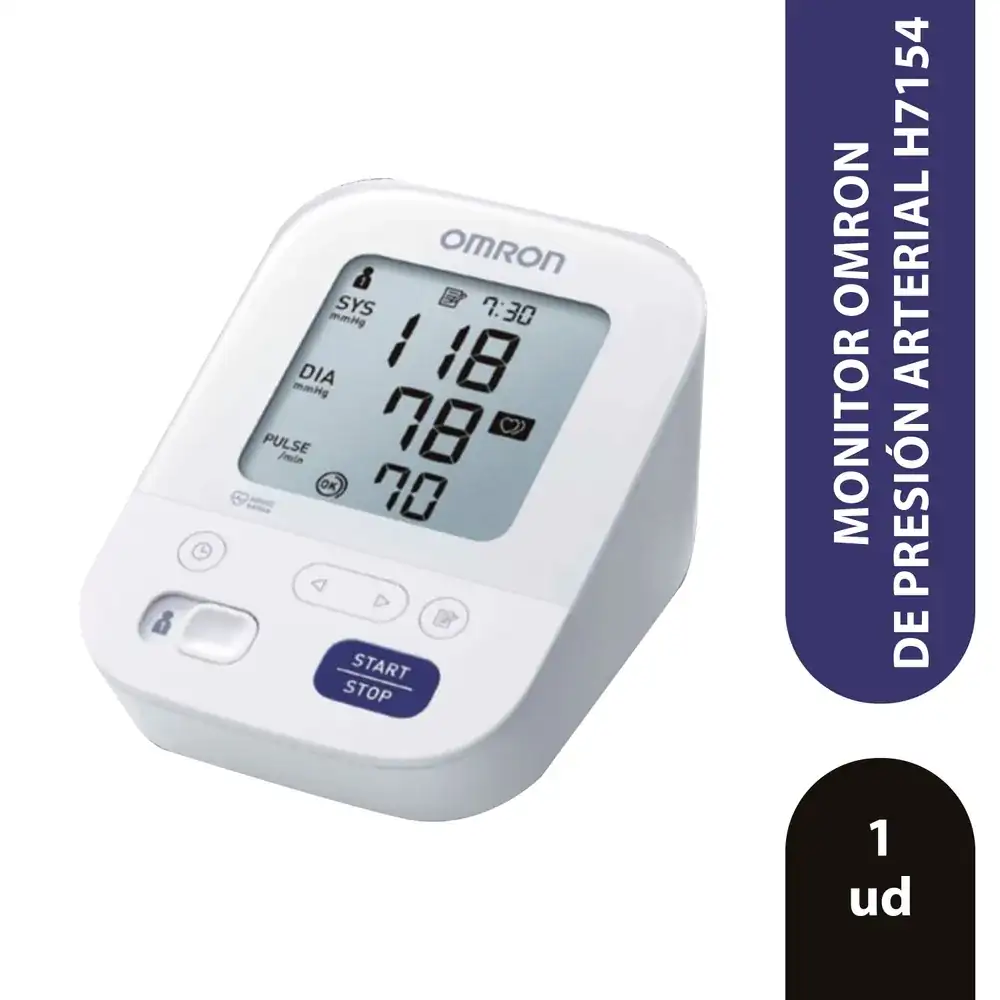 OMRON
7:30
SYS
mmHg
118
DIA
mmHg
78
PULSE
/min
OK
70
START
STOP
MONITOR OMRON
DE PRESIÓN ARTERIAL H7154
1
ud